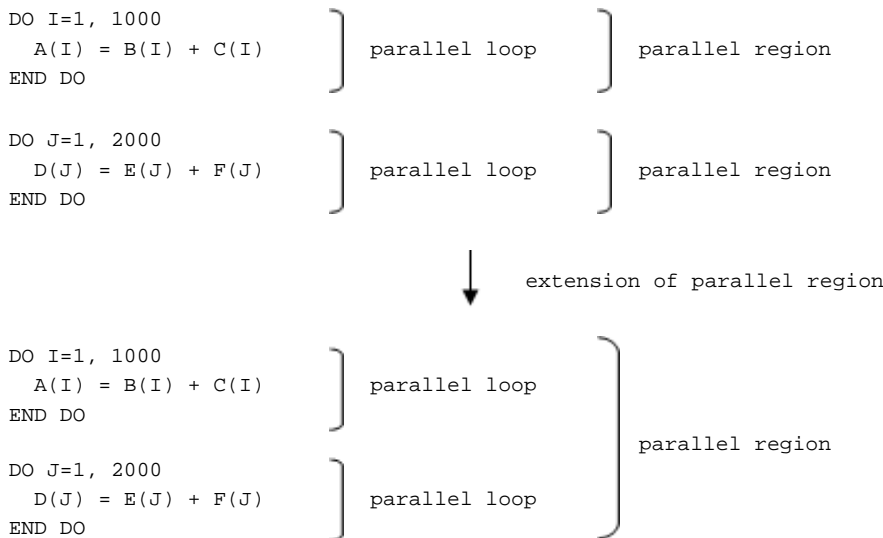 DO I=1, 1000
  A(I) = B(I) + C(I) parallel loop parallel region
END DO
DO J=1, 2000
  D(J) = E(J) + F(J) parallel loop parallel region
END DO
extension of parallel region
DO I=1, 1000
  A(I) = B(I) + C(I) parallel loop
END DO
parallel region
DO J=1, 2000
  D(J) = E(J) + F(J) parallel loop
END DO